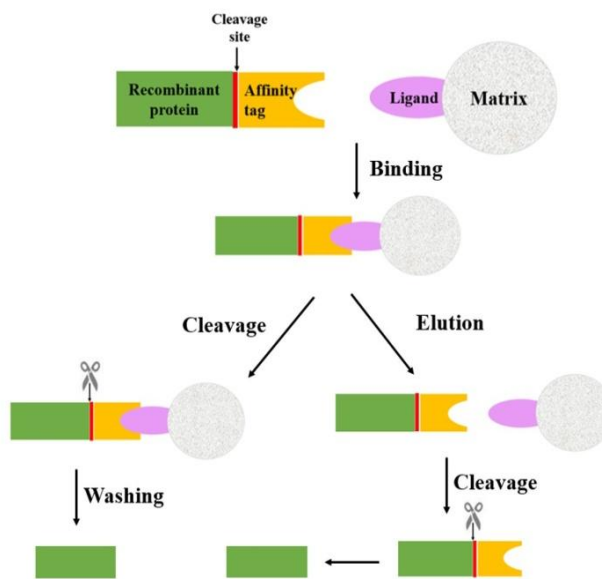 Cleavage
site
Recombinant
protein
Affinity
tag
Ligand
Matrix
Binding
Cleavage
Elution
Washing
Cleavage